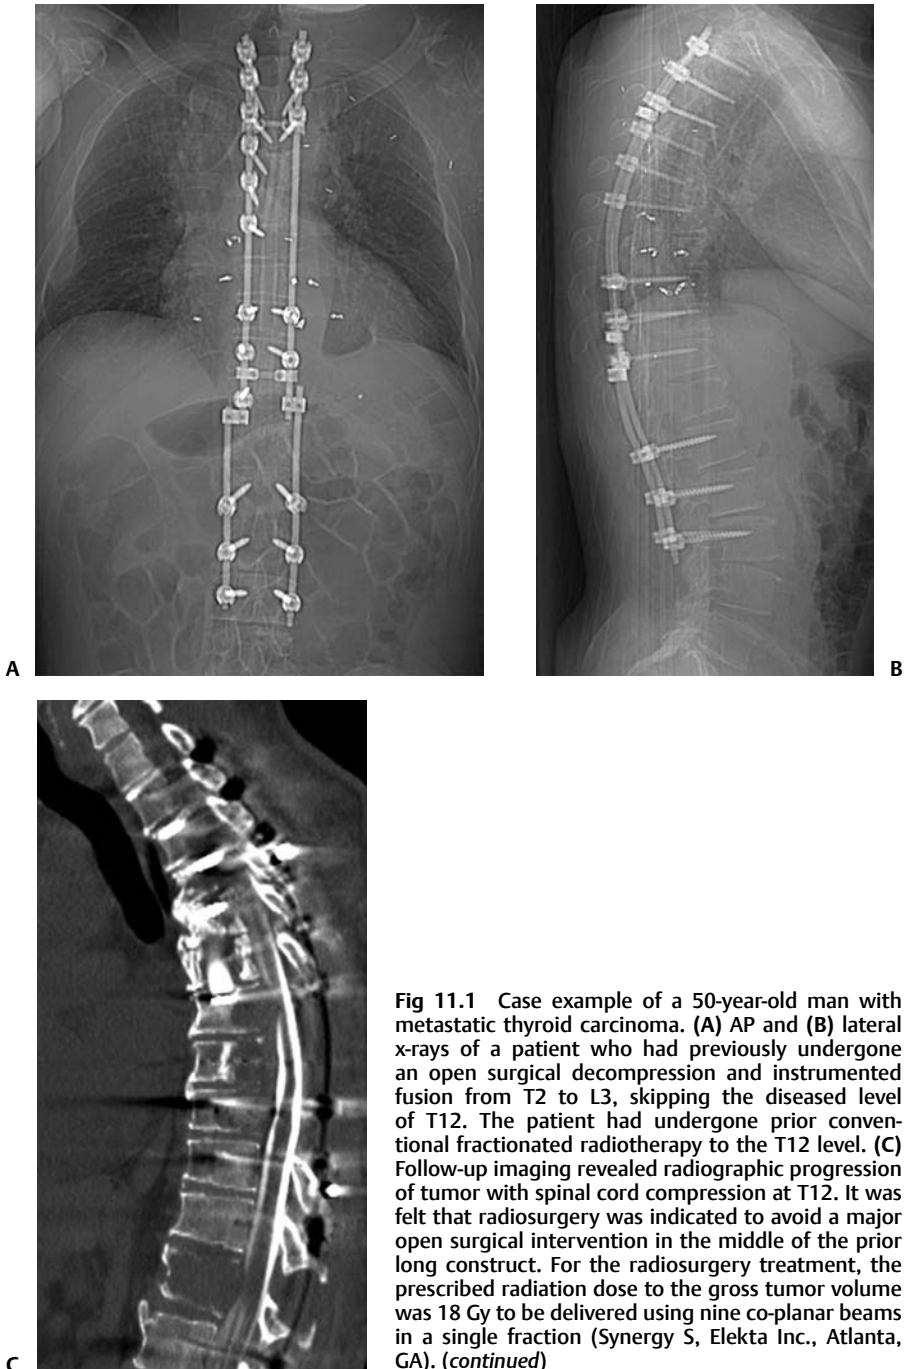 A
B
C
Fig 11.1 Case example of a 50-year-old man with
metastatic thyroid carcinoma. (A) AP and (B) lateral
x-rays of a patient who had previously undergone
an open surgical decompression and instrumented
fusion from T2 to L3, skipping the diseased level
of T12. The patient had undergone prior conven-
tional fractionated radiotherapy to the T12 level. (C)
Follow-up imaging revealed radiographic progression
of tumor with spinal cord compression at T12. It was
felt that radiosurgery was indicated to avoid a major
open surgical intervention in the middle of the prior
long construct. For the radiosurgery treatment, the
prescribed radiation dose to the gross tumor volume
was 18 Gy to be delivered using nine co-planar beams
in a single fraction (Synergy S, Elekta Inc., Atlanta,
GA). (continued)